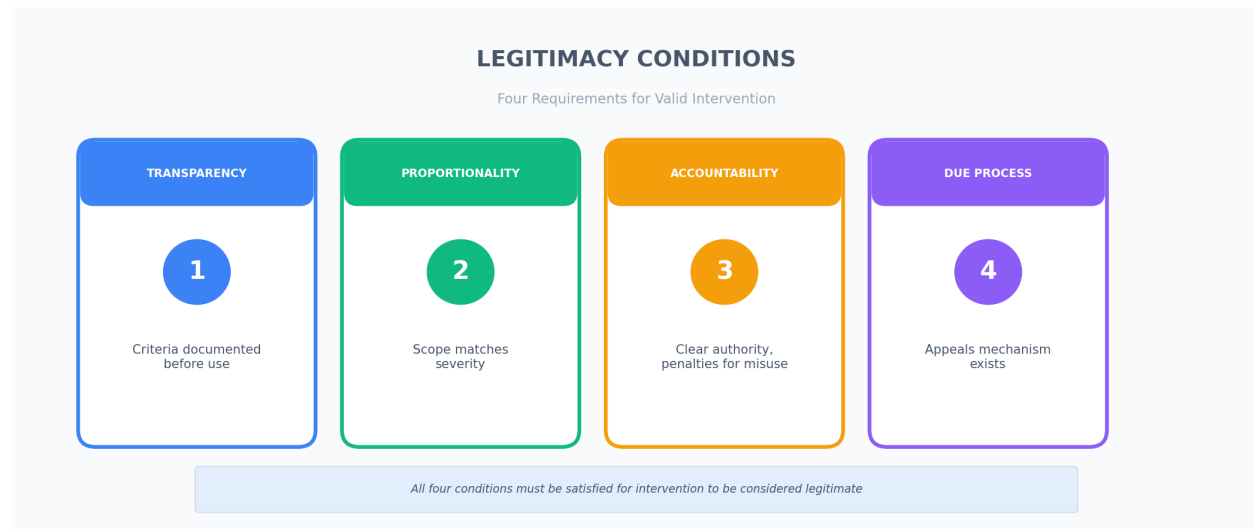 LEGITIMACY CONDITIONS
Four Requirements for Valid Intervention
TRANSPARENCY
1
Criteria documented
before use
PROPORTIONALITY
2
Scope matches
severity
ACCOUNTABILITY
3
Clear authority,
penalties for misuse
DUE PROCESS
4
Appeals mechanism
exists
All four conditions must be satisfied for intervention to be considered legitimate